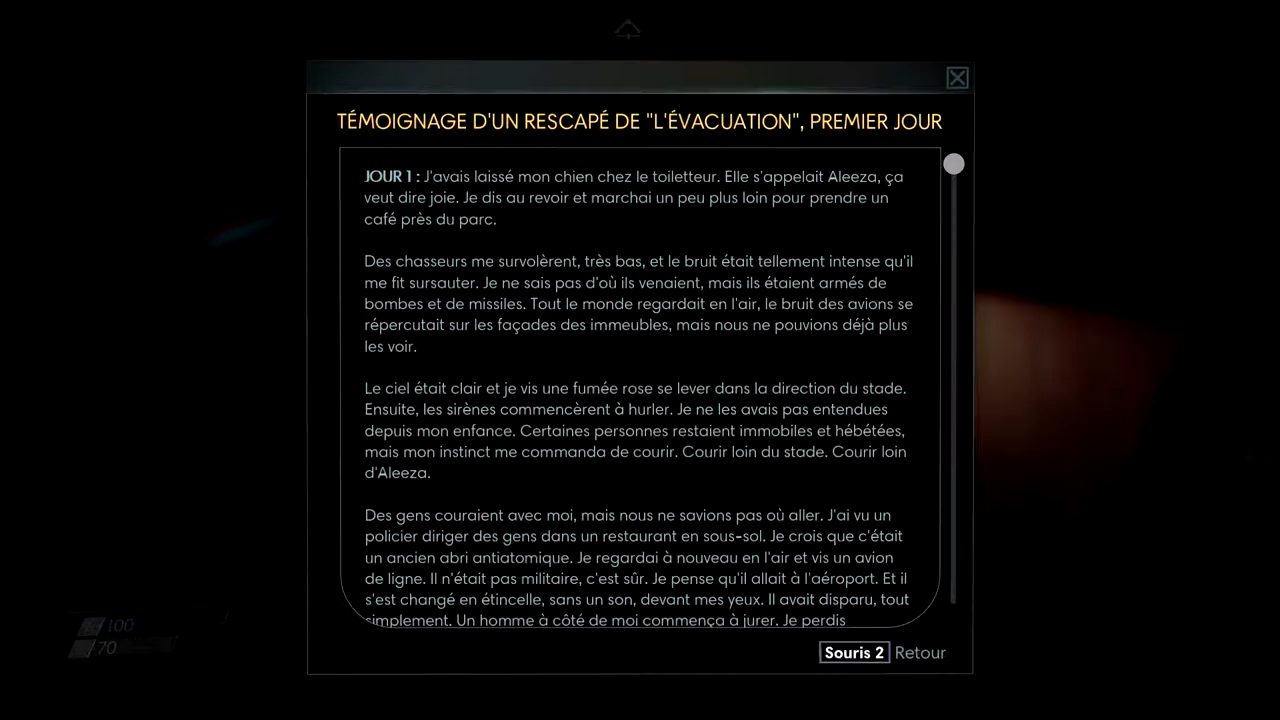 TÉMOIGNAGE D'UN RESCAPÉ DE "L'ÉVACUATION", PREMIER JOUR
JOUR 1 : J'avais laissé mon chien chez le toiletteur. Elle s'appelait Aleeza, ça
veut dire joie. Je dis au revoir et marchai un peu plus loin pour prendre un
café près du parc.
Des chasseurs me survolèrent, très bas, et le bruit était tellement intense qu'il
me fit sursauter. Je ne sais pas d'où ils venaient, mais ils étaient armés de
bombes et de missiles. Tout le monde regardait en l'air, le bruit des avions se
répercutait sur les façades des immeubles, mais nous ne pouvions déjà plus
les voir.
Le ciel était clair et je vis une fumée rose se lever dans la direction du stade.
Ensuite, les sirènes commencèrent à hurler. Je ne les avais pas entendues
depuis mon enfance. Certaines personnes restaient immobiles et hébétées,
mais mon instinct me commanda de courir. Courir loin du stade. Courir loin
d'Aleeza.
Des gens couraient avec moi, mais nous ne savions pas où aller. J'ai vu un
policier diriger des gens dans un restaurant en sous-sol. Je crois que c'était
un ancien abri antiatomique. Je regardai à nouveau en l'air et vis un avion
de ligne. Il n'était pas militaire, c'est sûr. Je pense qu'il allait à l'aéroport. Et il
s'est changé en étincelle, sans un son, devant mes yeux. Il avait disparu, tout
simplement. Un homme à côté de moi commença à jurer. Je perdis
100
/70
Souris 2 Retour